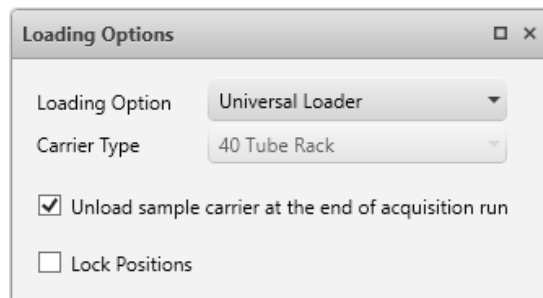 Loading Options
Loading Option Universal Loader
Carrier Type 40 Tube Rack
Unload sample carrier at the end of acquisition run
Lock Positions